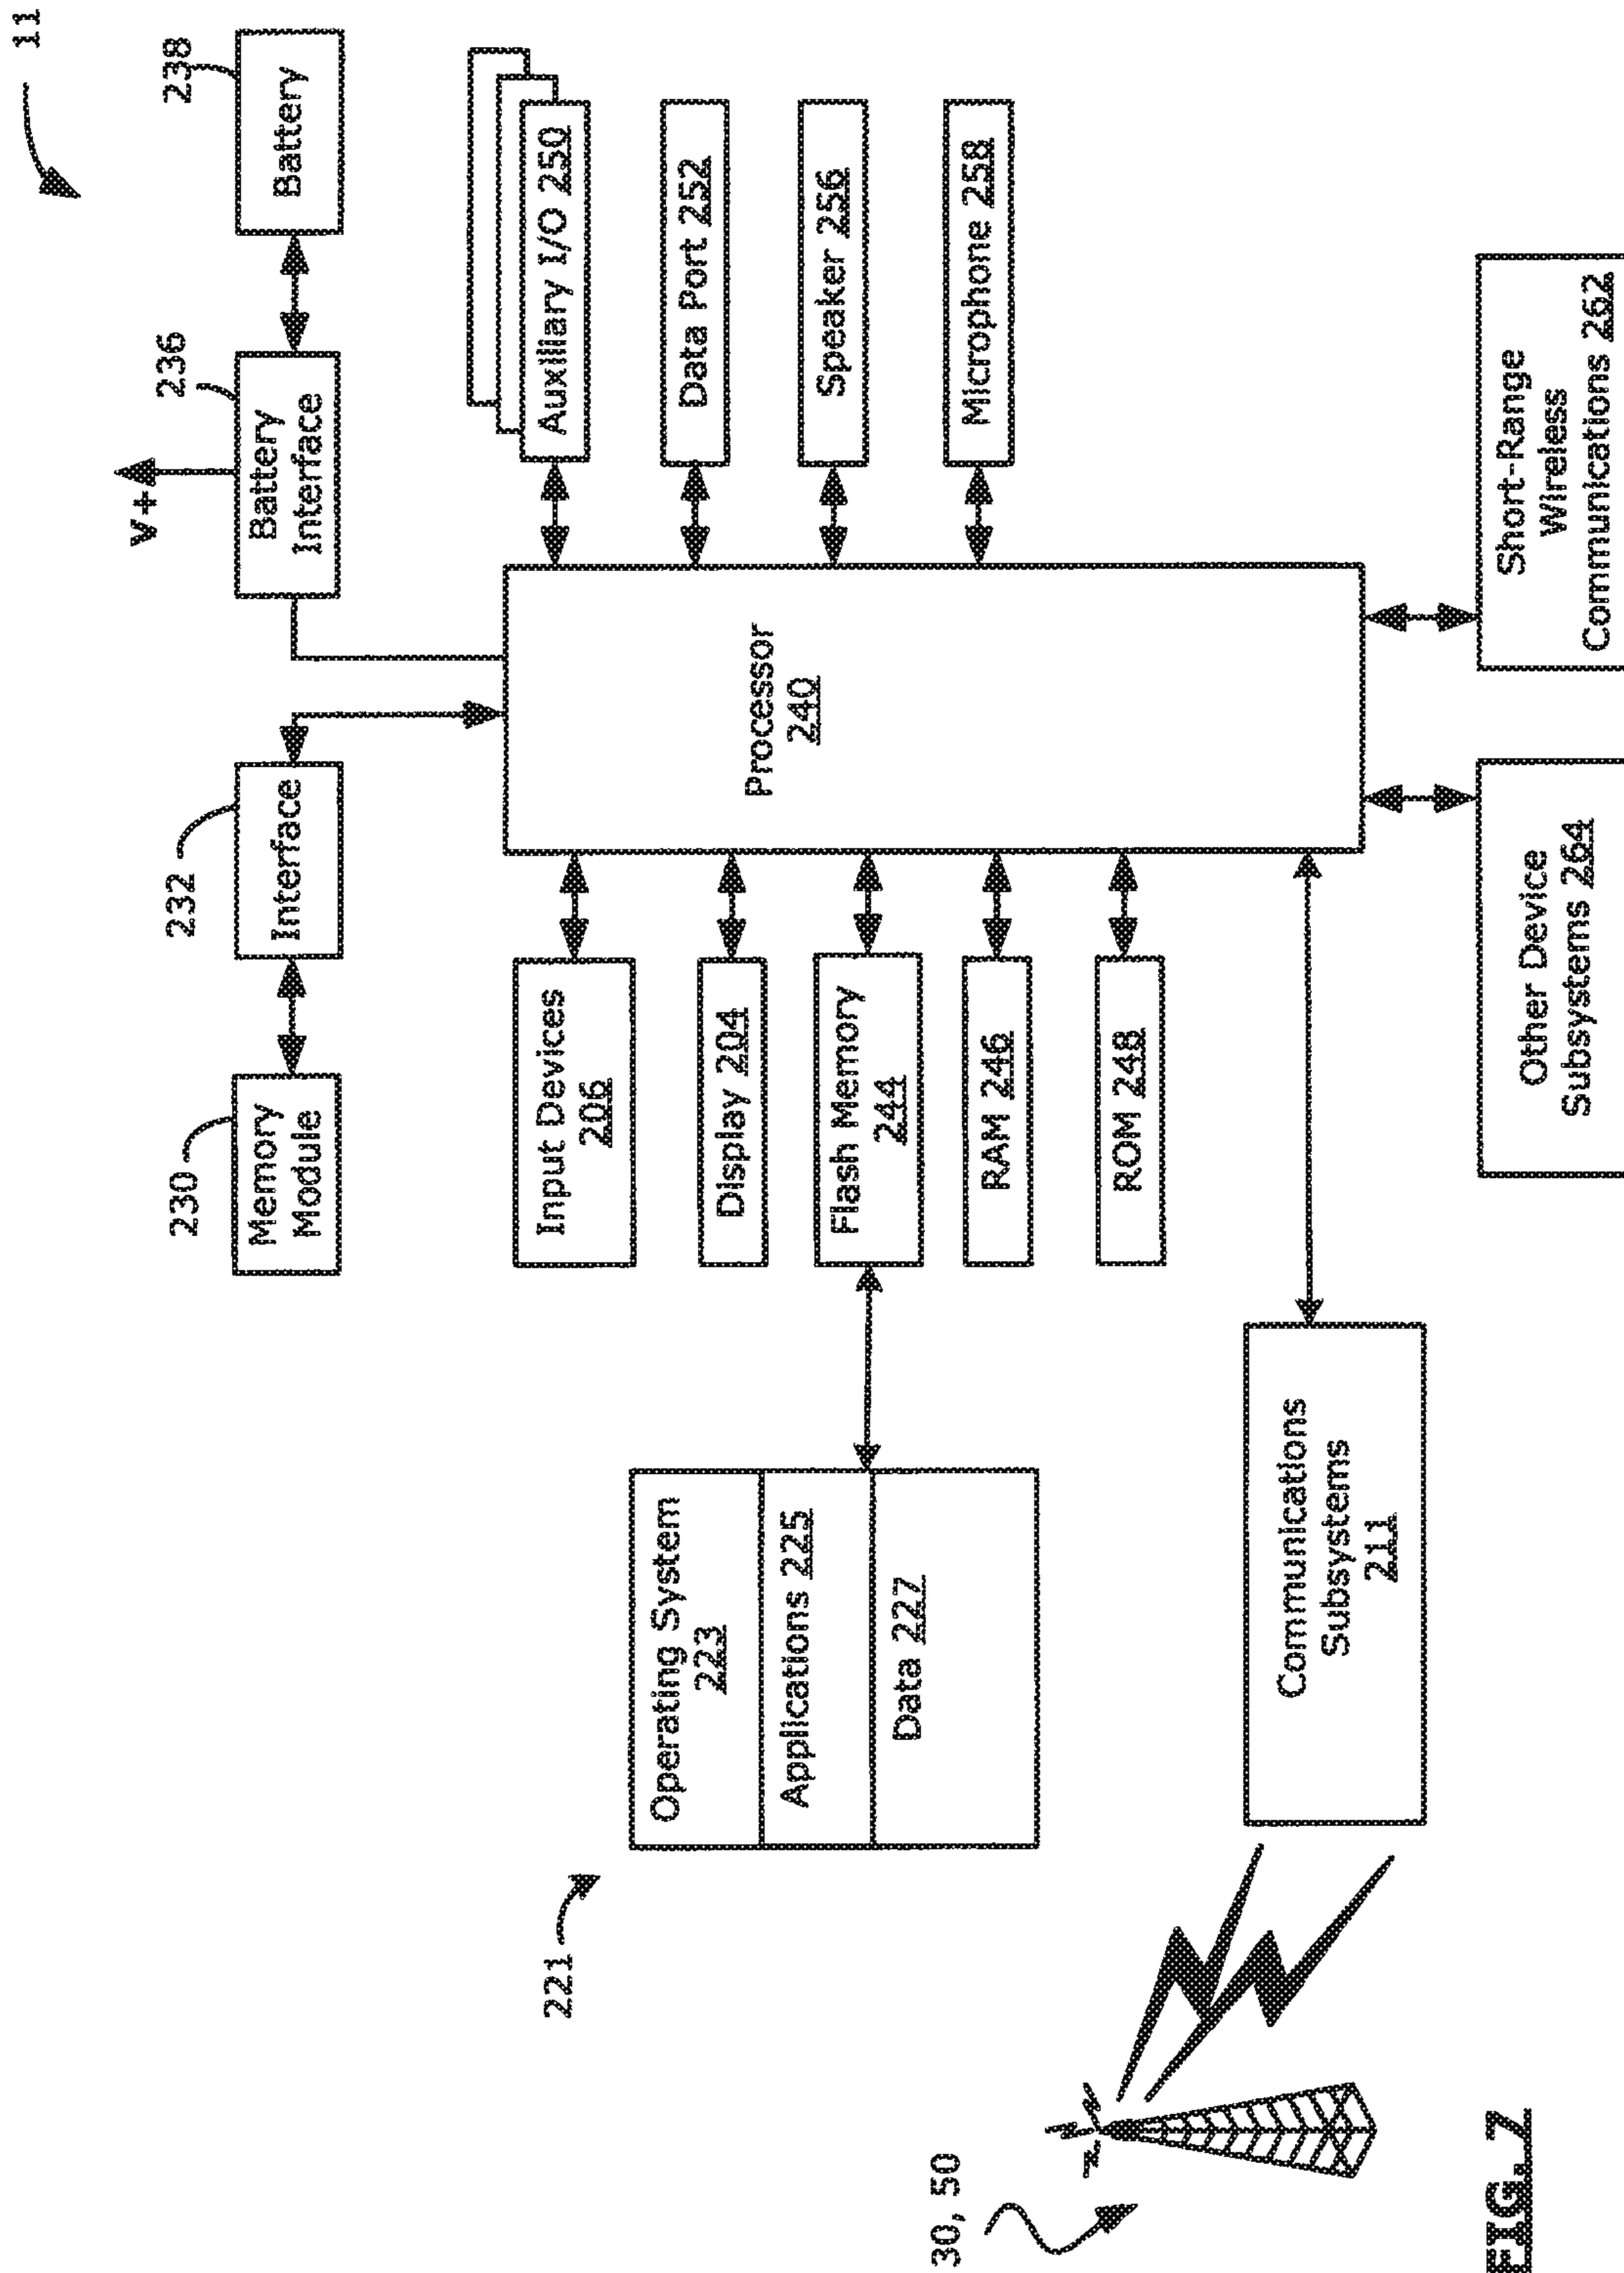 11
230
232
V+
236
238
Memory
Module
Interface
Battery
Interface
Battery
Input Devices
206
Display 204
Flash Memory
244
RAM 246
ROM 248
Processor
240
Auxiliary I/O 250
Data Port 252
Speaker 256
Microphone 258
221
Operating System
223
Applications 225
Data 227
30, 50
Communications
Subsystems
211
Other Device
Subsystems 264
Short-Range
Wireless
Communications 262
FIG. 7